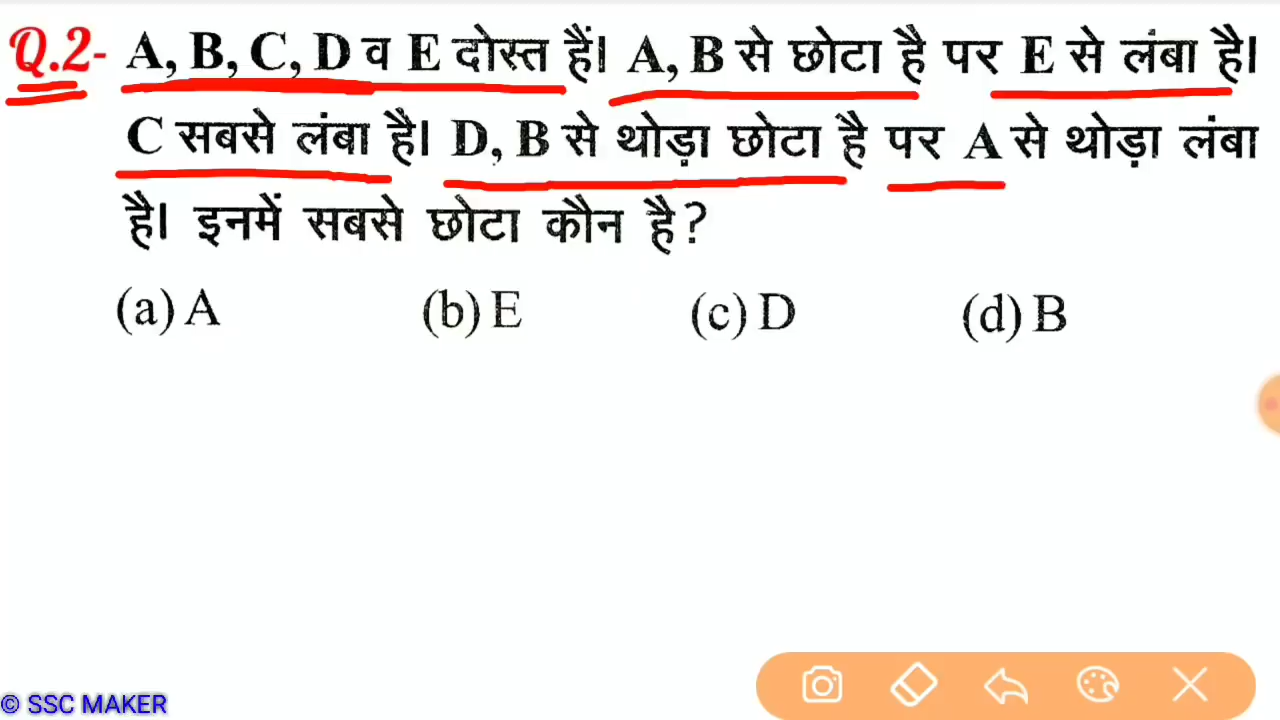 Q.2- A, B, C, D व E दोस्त हैं। A, B से छोटा है पर E से लंबा है।
C सबसे लंबा है। D, B से थोड़ा छोटा है पर A से थोड़ा लंबा
है। इनमें सबसे छोटा कौन है?
(a) A (b) E (c) D (d) B
© SSC MAKER